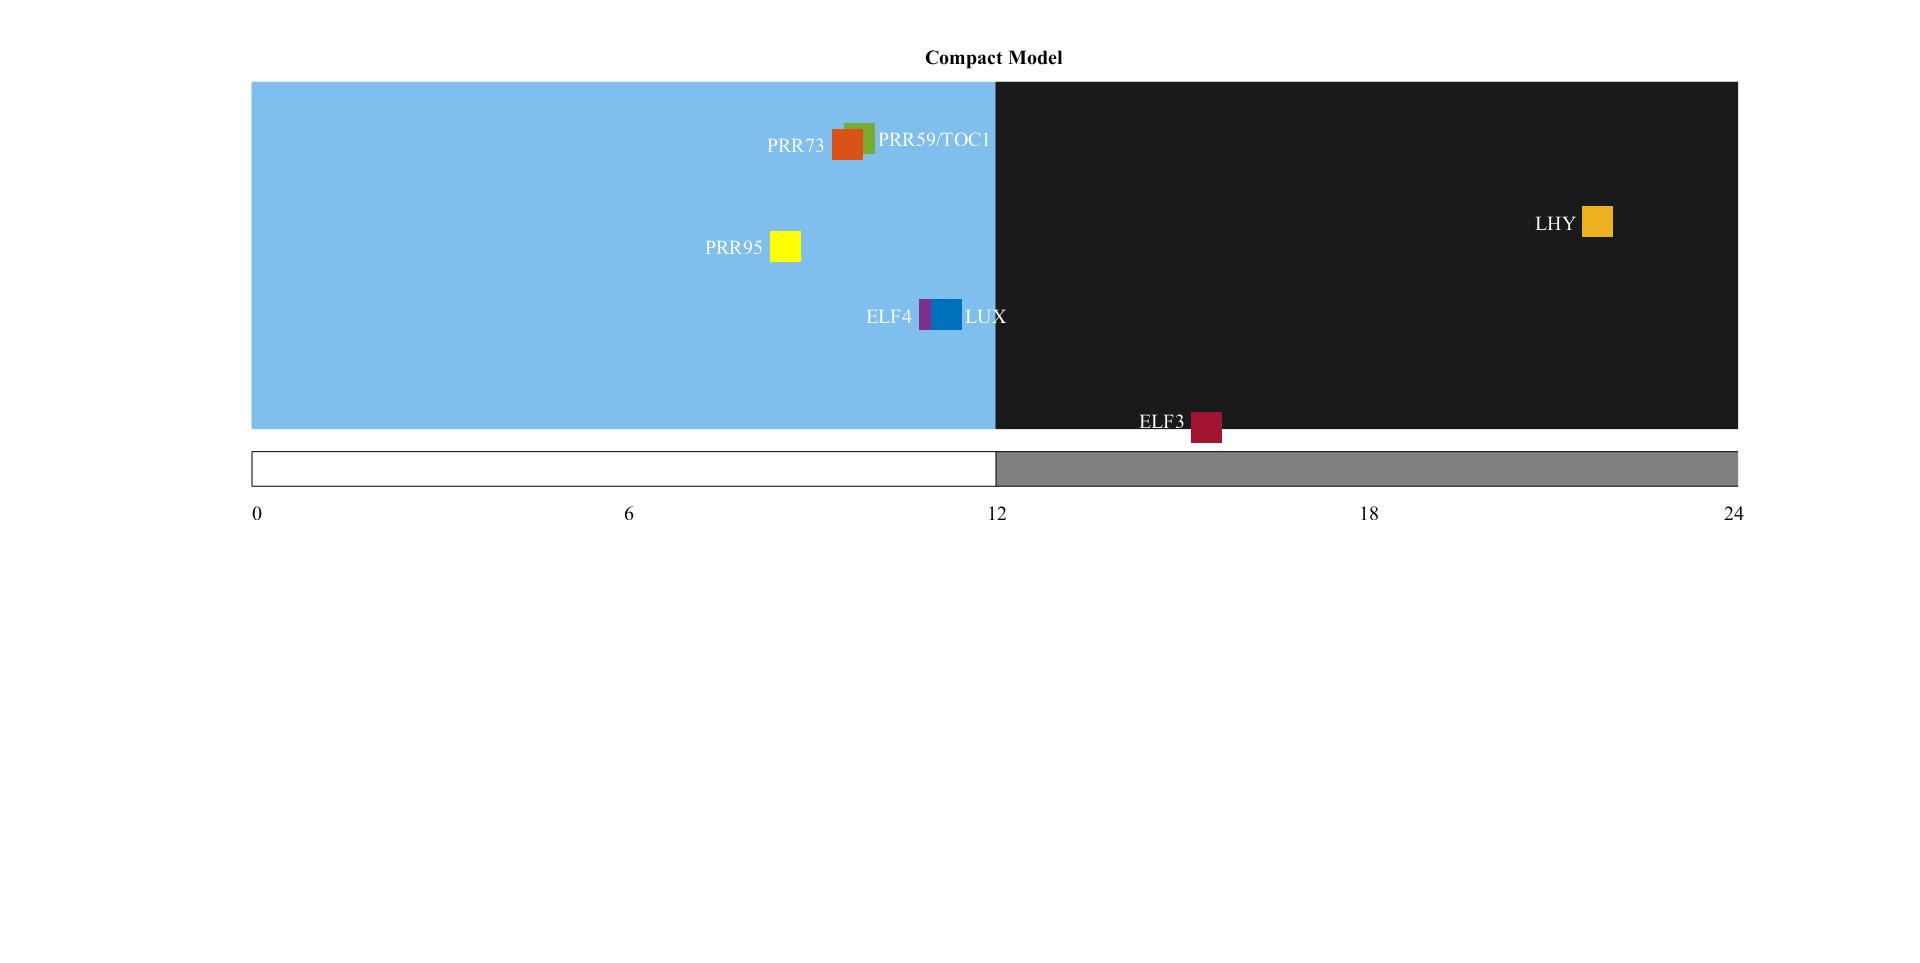 Compact Model
PRR73 PRR59/TOC1
LHY
PRR95
ELF4 LUX
ELF3
0 6 12 18 24